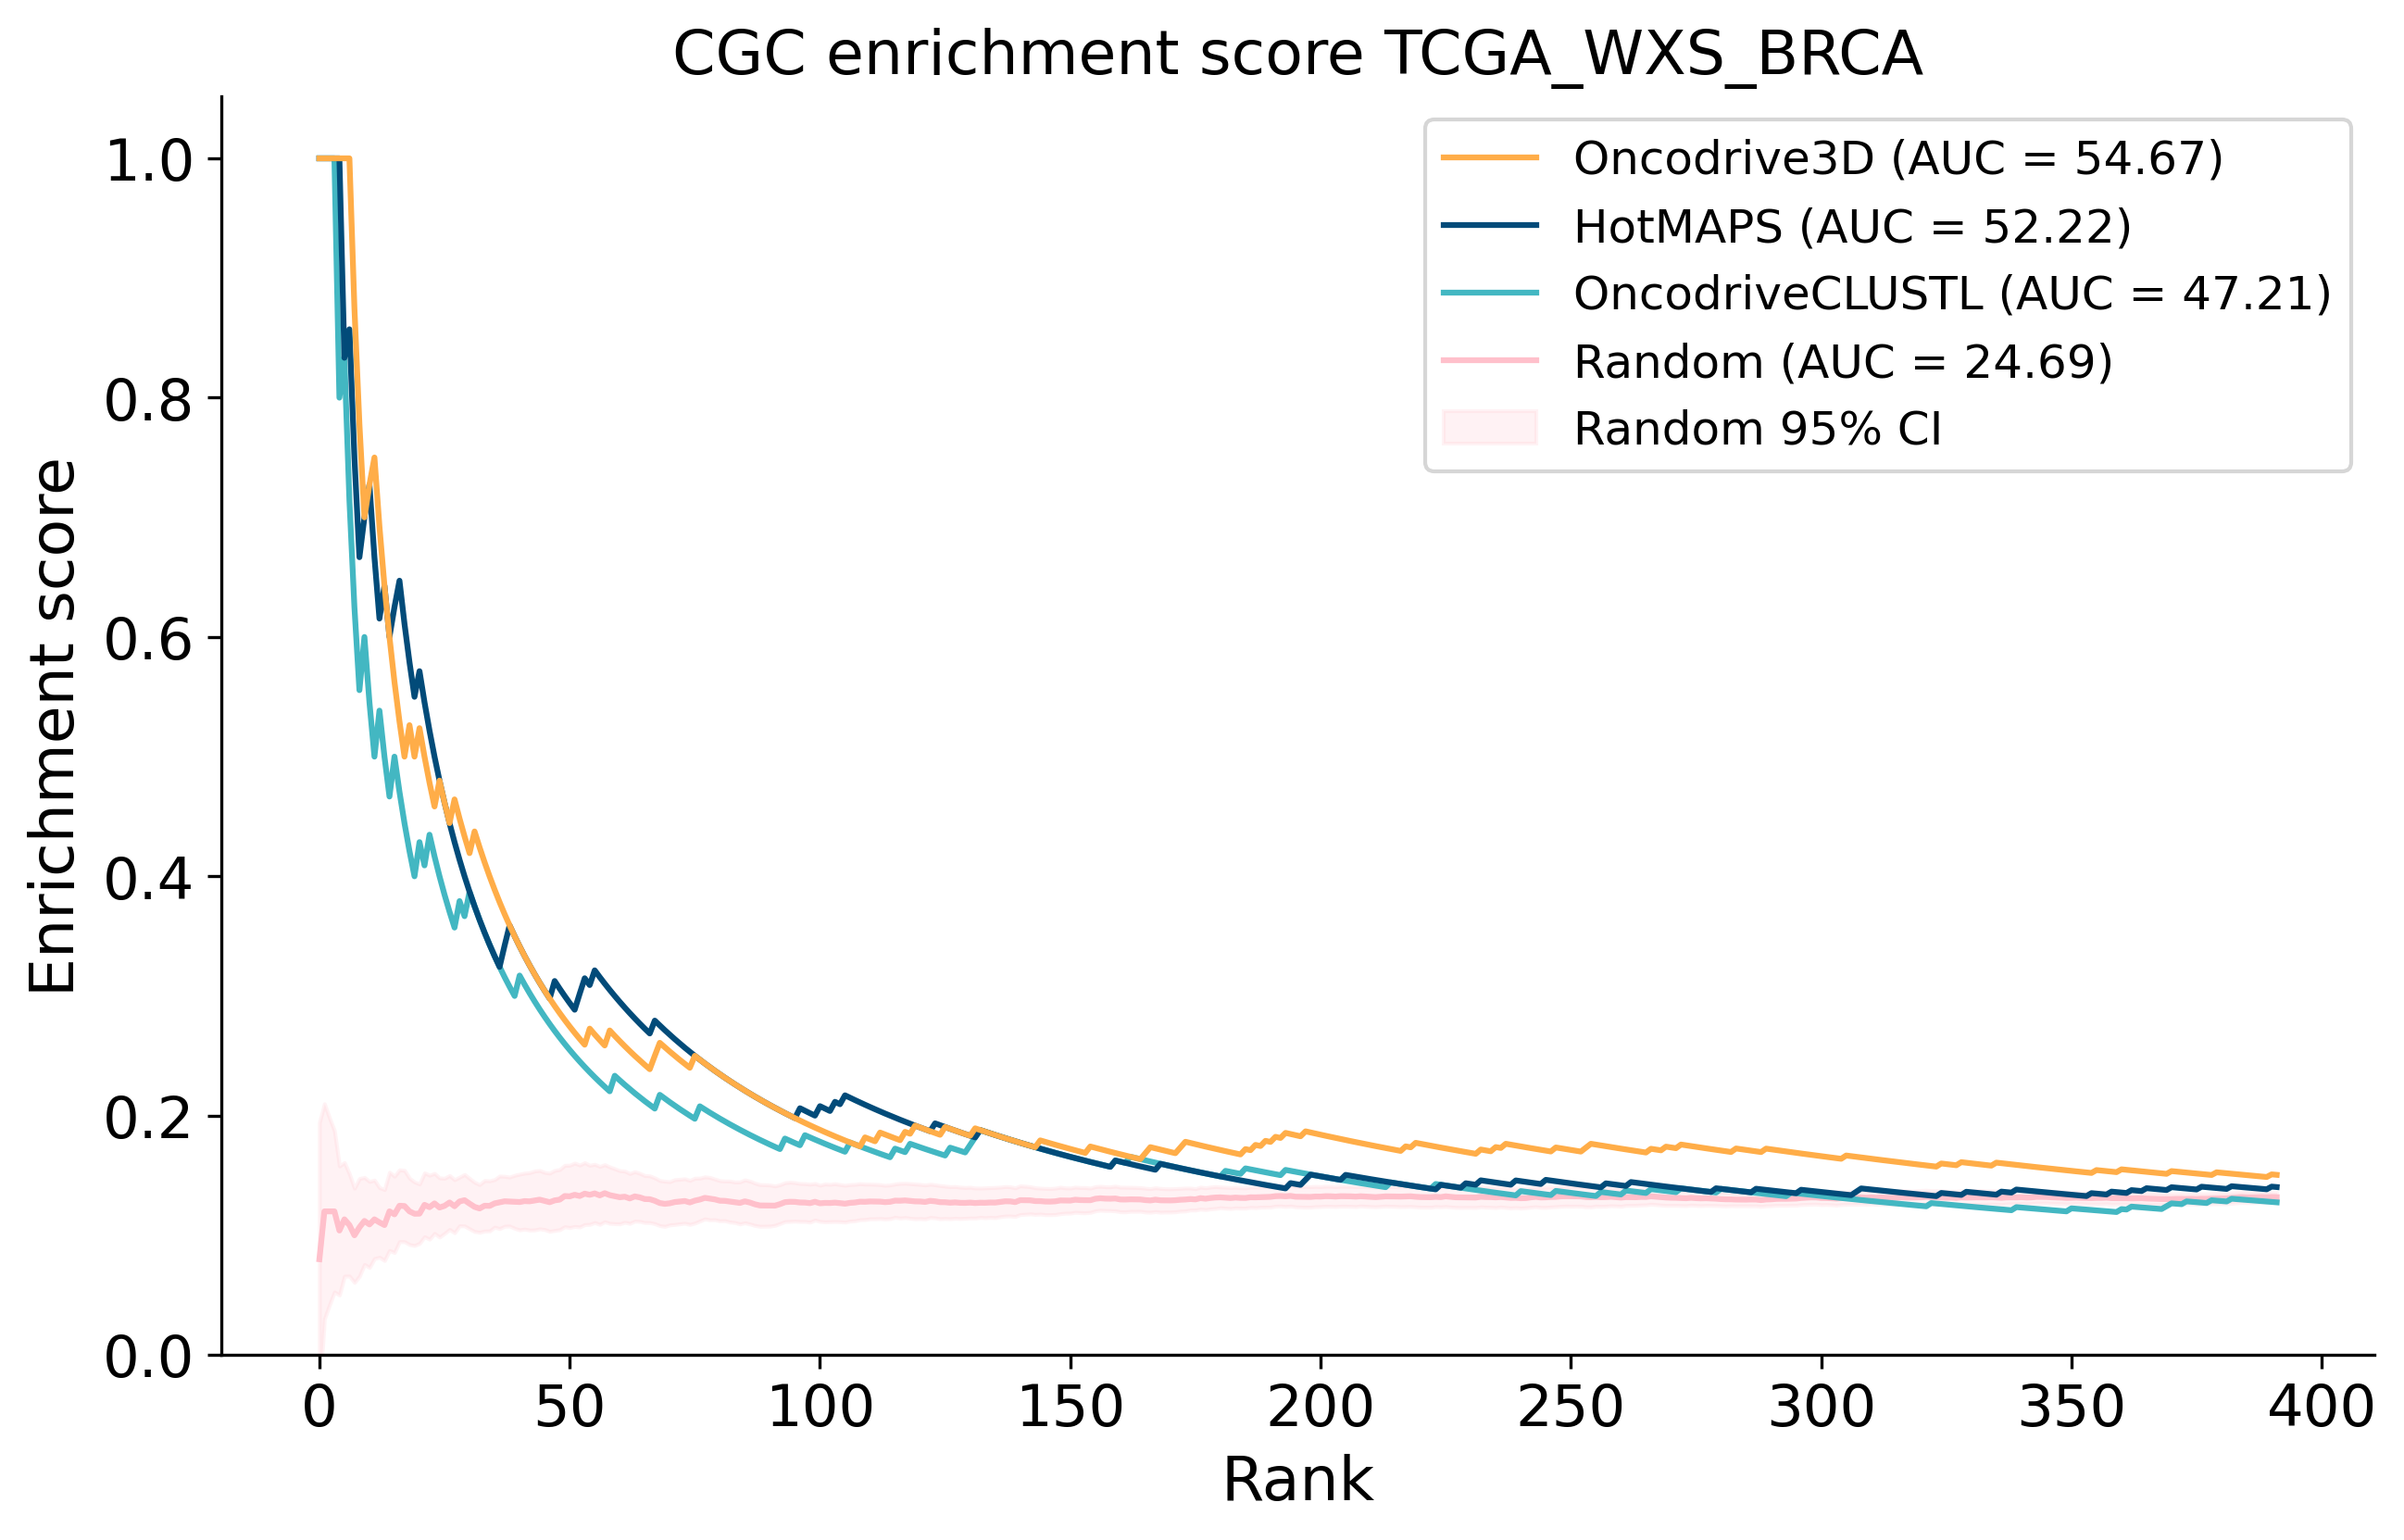 CGC enrichment score TCGA_WXS_BRCA
Oncodrive3D (AUC = 54.67)
HotMAPS (AUC = 52.22)
OncodriveCLUSTL (AUC = 47.21)
Random (AUC = 24.69)
Random 95% CI
Enrichment score
1.0
0.8
0.6
0.4
0.2
0.0
0 50 100 150 200 250 300 350 400
Rank